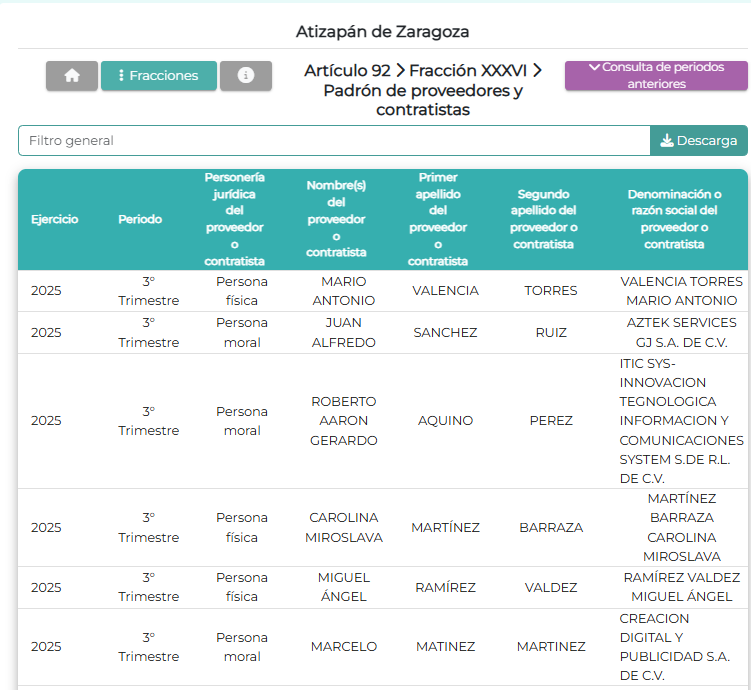 Atizapán de Zaragoza
Fracciones
Artículo 92 > Fracción XXXVI >
Padrón de proveedores y
contratistas
Consulta de periodos
anteriores
Filtro general
Descarga
Ejercicio
Periodo
Personería
jurídica
del
proveedor
o
contratista
Nombre(s)
del
proveedor
o
contratista
Primer
apellido
del
proveedor
o
contratista
Segundo
apellido del
proveedor o
contratista
Denominación o
razón social del
proveedor o
contratista
2025
3º
Trimestre
Persona
física
MARIO
ANTONIO
VALENCIA
TORRES
VALENCIA TORRES
MARIO ANTONIO
2025
3º
Trimestre
Persona
moral
JUAN
ALFREDO
SANCHEZ
RUIZ
AZTEK SERVICES
GJ S.A. DE C.V.
2025
3º
Trimestre
Persona
moral
ROBERTO
AARON
GERARDO
AQUINO
PEREZ
ITIC SYS-
INNOVACION
TEGNOLOGICA
INFORMACION Y
COMUNICACIONES
SYSTEM S.DE R.L.
DE C.V.
2025
3º
Trimestre
Persona
física
CAROLINA
MIROSLAVA
MARTÍNEZ
BARRAZA
MARTÍNEZ
BARRAZA
CAROLINA
MIROSLAVA
2025
3º
Trimestre
Persona
física
MIGUEL
ÁNGEL
RAMÍREZ
VALDEZ
RAMÍREZ VALDEZ
MIGUEL ÁNGEL
2025
3º
Trimestre
Persona
moral
MARCELO
MATINEZ
MARTINEZ
CREACION
DIGITAL Y
PUBLICIDAD S.A.
DE C.V.